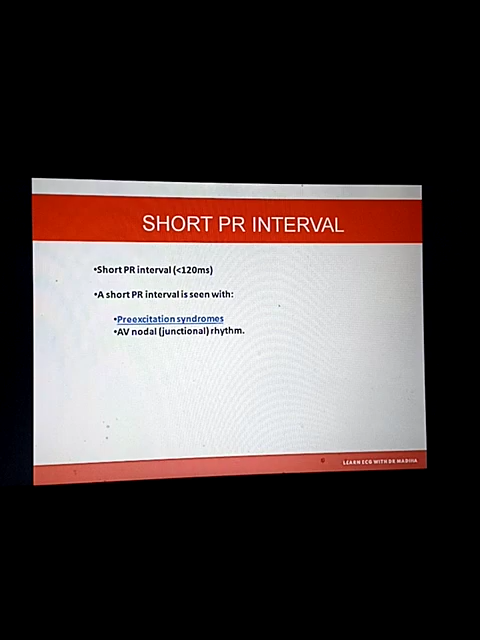 SHORT PR INTERVAL
•Short PR interval (<120ms)
•A short PR interval is seen with:
•Preexcitation syndromes
•AV nodal (junctional) rhythm.
LEARN ECG WITH DR MADIHA